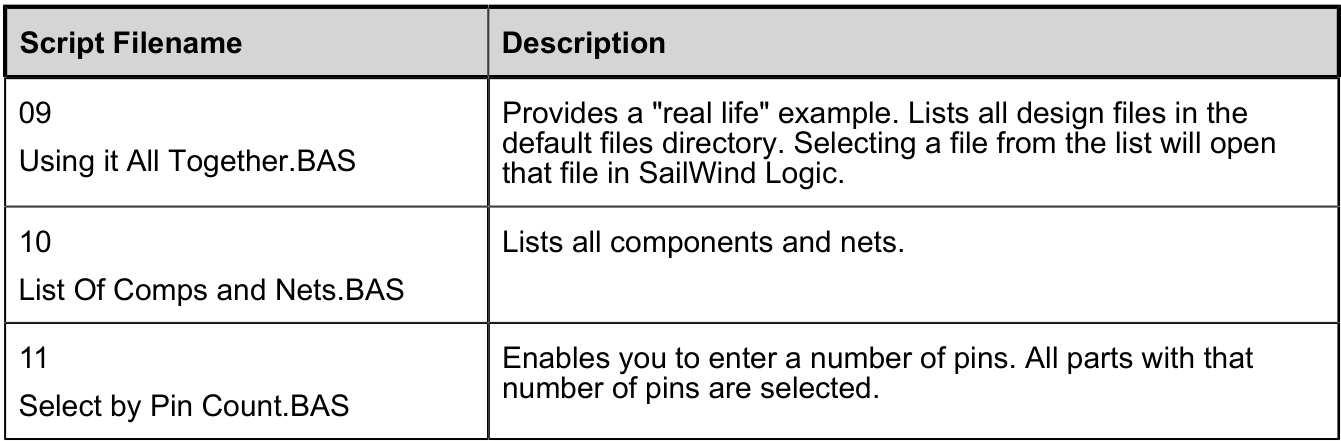 Script Filename
Description
09
Using it All Together.BAS
Provides a "real life" example. Lists all design files in the
default files directory. Selecting a file from the list will open
that file in SailWind Logic.
10
List Of Comps and Nets.BAS
Lists all components and nets.
11
Select by Pin Count.BAS
Enables you to enter a number of pins. All parts with that
number of pins are selected.